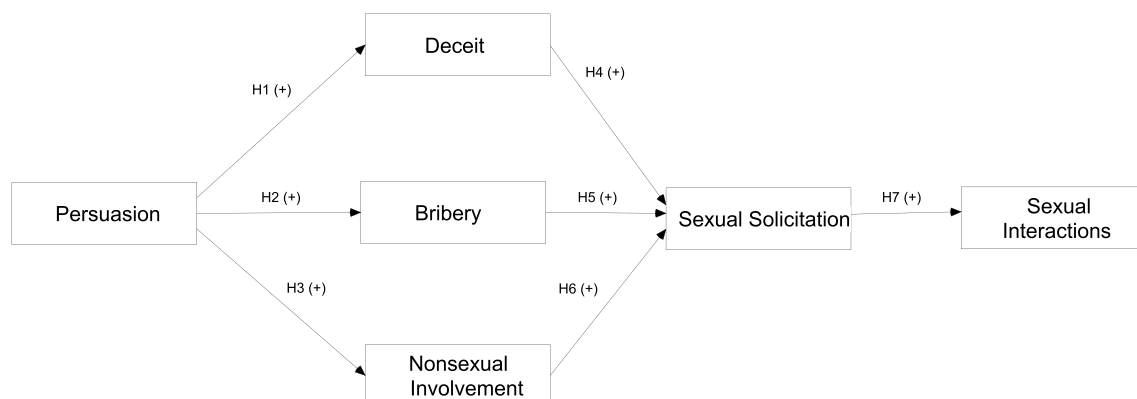 Deceit
H4 (+)
H1 (+)
Persuasion
H2 (+)
Bribery
H5 (+)
Sexual Solicitation
H7 (+)
Sexual
Interactions
H3 (+)
H6 (+)
Nonsexual
Involvement